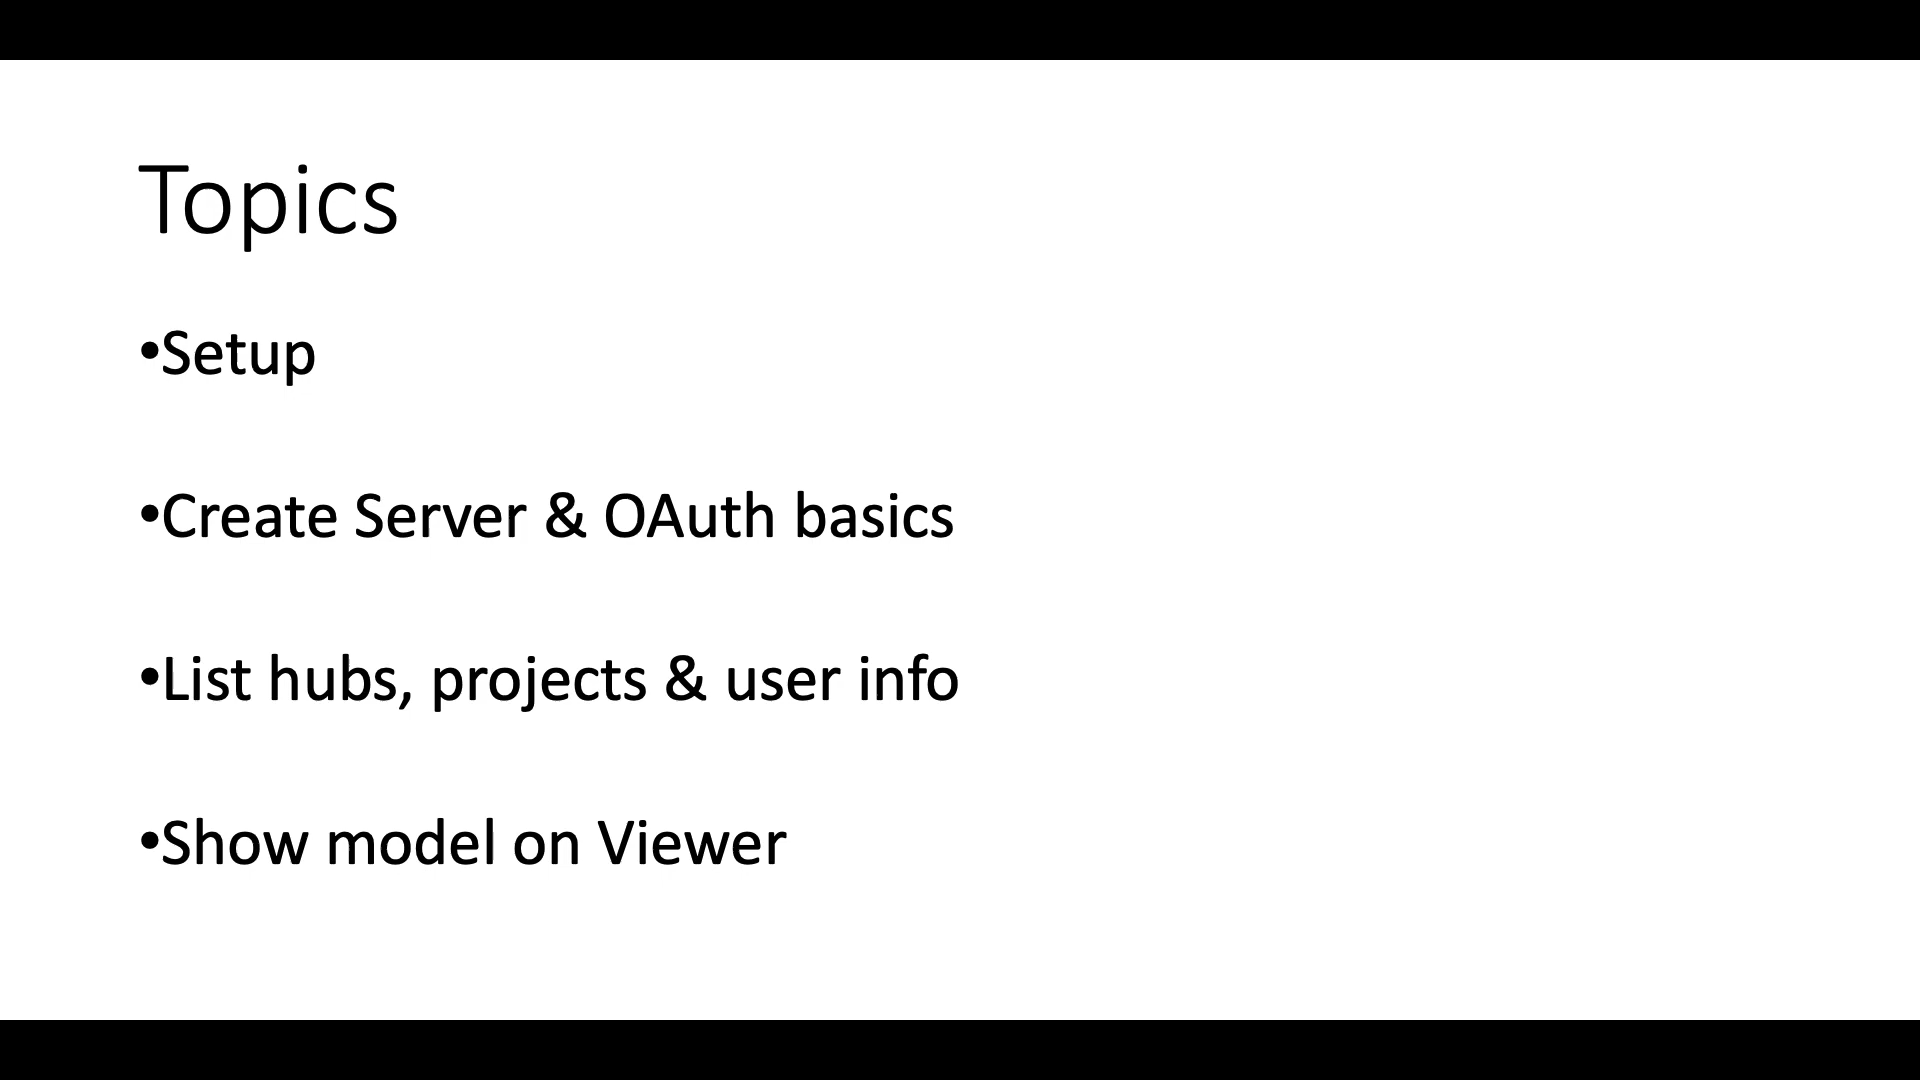 Topics
•Setup
•Create Server & OAuth basics
•List hubs, projects & user info
•Show model on Viewer